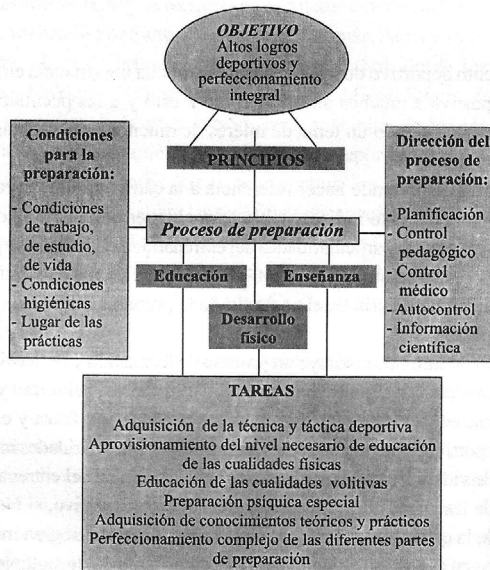 OBJETIVO
Altos logros
deportivos y
perfeccionamiento
integral
Condiciones
para la
preparación:
- Condiciones
de trabajo,
de estudio,
de vida
- Condiciones
higiénicas
- Lugar de las
prácticas
PRINCIPIOS
Proceso de preparación
Educación
Enseñanza
Desarrollo
físico
Dirección del
proceso de
preparación:
- Planificación
- Control
pedagógico
- Control
médico
- Autocontrol
- Información
científica
TAREAS
Adquisición de la técnica y táctica deportiva
Aprovisionamiento del nivel necesario de educación
de las cualidades físicas
Educación de las cualidades volitivas
Preparación psíquica especial
Adquisición de conocimientos teóricos y prácticos
Perfeccionamiento complejo de las diferentes partes
de preparación